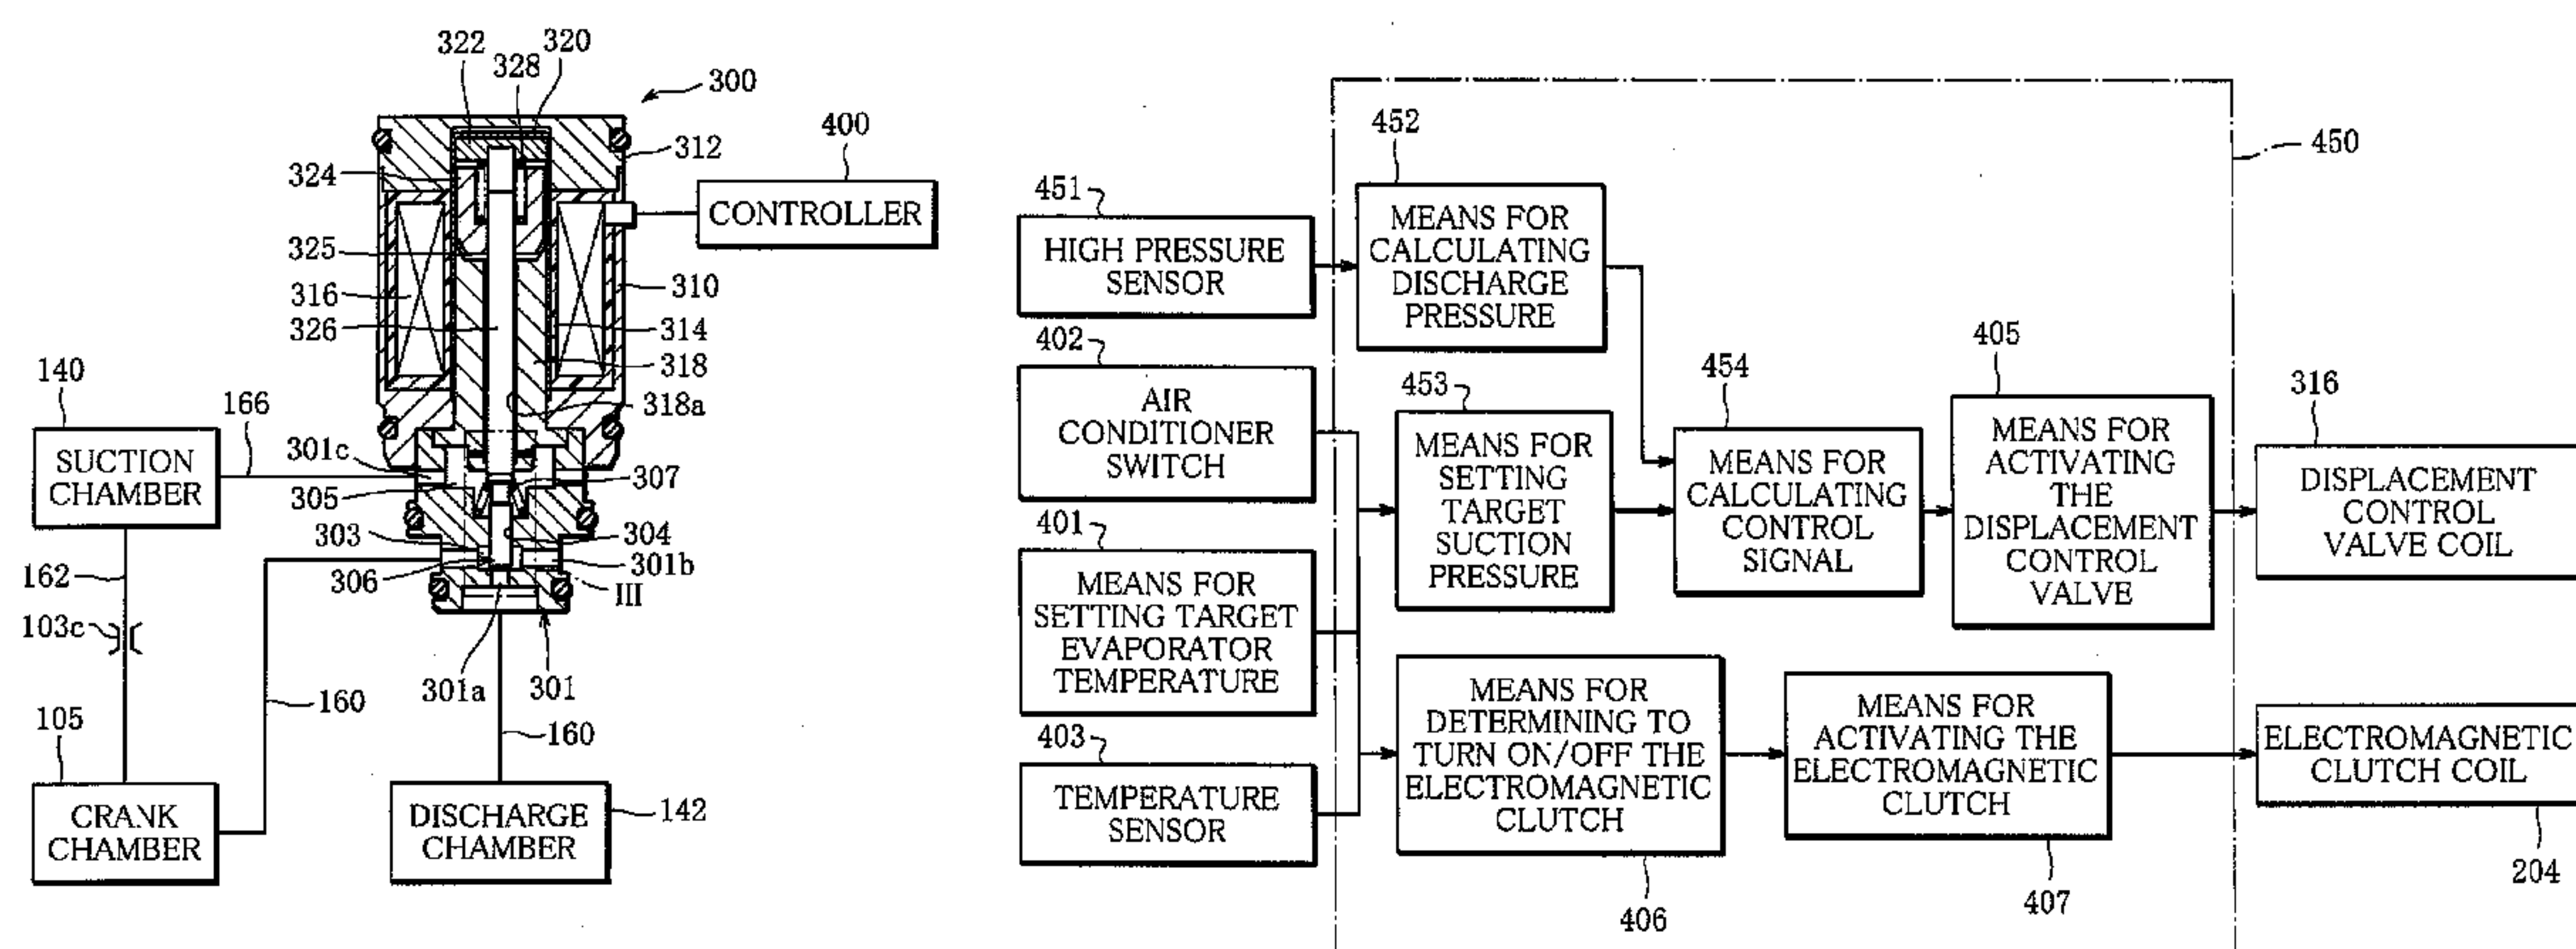 322
320
328
300
324
312
400
CONTROLLER
325
316
326
310
314
318
318a
140
SUCTION
CHAMBER
166
301c
305
307
303
304
306
301b
III
162
103c
301a
301
160
160
105
CRANK
CHAMBER
DISCHARGE
CHAMBER
142
450
451
HIGH PRESSURE
SENSOR
452
MEANS FOR
CALCULATING
DISCHARGE
PRESSURE
402
AIR
CONDITIONER
SWITCH
453
MEANS FOR
SETTING
TARGET
SUCTION
PRESSURE
454
MEANS FOR
CALCULATING
CONTROL
SIGNAL
405
MEANS FOR
ACTIVATING
THE
DISPLACEMENT
CONTROL
VALVE
316
DISPLACEMENT
CONTROL
VALVE COIL
401
MEANS FOR
SETTING TARGET
EVAPORATOR
TEMPERATURE
403
TEMPERATURE
SENSOR
MEANS FOR
DETERMINING TO
TURN ON/OFF THE
ELECTROMAGNETIC
CLUTCH
406
MEANS FOR
ACTIVATING THE
ELECTROMAGNETIC
CLUTCH
407
ELECTROMAGNETIC
CLUTCH COIL
204